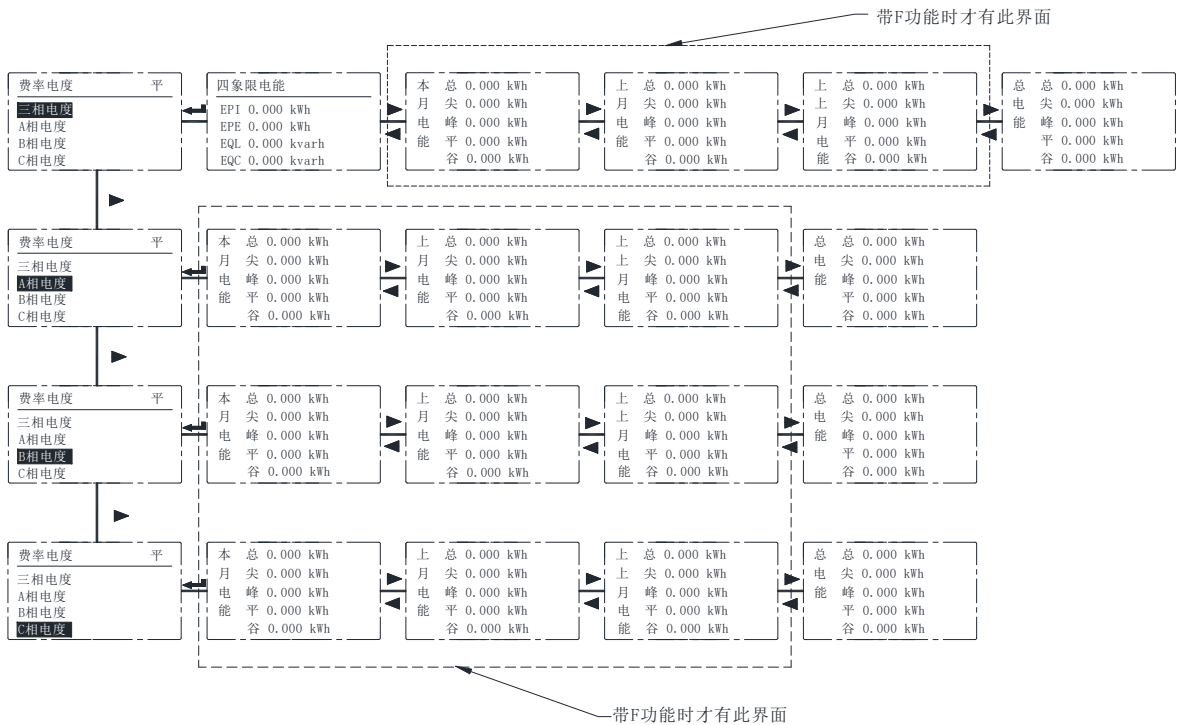 带F功能时才有此界面
费率电度 平
三相电度
A相电度
B相电度
C相电度
四象限电能
EPI 0.000 kWh
EPE 0.000 kWh
EQL 0.000 kvarh
EQC 0.000 kvarh
本 总 0.000 kWh
月 尖 0.000 kWh
电 峰 0.000 kWh
能 平 0.000 kWh
谷 0.000 kWh
上 总 0.000 kWh
月 尖 0.000 kWh
电 峰 0.000 kWh
能 平 0.000 kWh
谷 0.000 kWh
上 总 0.000 kWh
上 尖 0.000 kWh
月 峰 0.000 kWh
电 平 0.000 kWh
能 谷 0.000 kWh
总 总 0.000 kWh
电 尖 0.000 kWh
能 峰 0.000 kWh
平 0.000 kWh
谷 0.000 kWh
费率电度 平
三相电度
A相电度
B相电度
C相电度
本 总 0.000 kWh
月 尖 0.000 kWh
电 峰 0.000 kWh
能 平 0.000 kWh
谷 0.000 kWh
上 总 0.000 kWh
月 尖 0.000 kWh
电 峰 0.000 kWh
能 平 0.000 kWh
谷 0.000 kWh
上 总 0.000 kWh
上 尖 0.000 kWh
月 峰 0.000 kWh
电 平 0.000 kWh
能 谷 0.000 kWh
总 总 0.000 kWh
电 尖 0.000 kWh
能 峰 0.000 kWh
平 0.000 kWh
谷 0.000 kWh
费率电度 平
三相电度
A相电度
B相电度
C相电度
本 总 0.000 kWh
月 尖 0.000 kWh
电 峰 0.000 kWh
能 平 0.000 kWh
谷 0.000 kWh
上 总 0.000 kWh
月 尖 0.000 kWh
电 峰 0.000 kWh
能 平 0.000 kWh
谷 0.000 kWh
上 总 0.000 kWh
上 尖 0.000 kWh
月 峰 0.000 kWh
电 平 0.000 kWh
能 谷 0.000 kWh
总 总 0.000 kWh
电 尖 0.000 kWh
能 峰 0.000 kWh
平 0.000 kWh
谷 0.000 kWh
费率电度 平
三相电度
A相电度
B相电度
C相电度
本 总 0.000 kWh
月 尖 0.000 kWh
电 峰 0.000 kWh
能 平 0.000 kWh
谷 0.000 kWh
上 总 0.000 kWh
月 尖 0.000 kWh
电 峰 0.000 kWh
能 平 0.000 kWh
谷 0.000 kWh
上 总 0.000 kWh
上 尖 0.000 kWh
月 峰 0.000 kWh
电 平 0.000 kWh
能 谷 0.000 kWh
总 总 0.000 kWh
电 尖 0.000 kWh
能 峰 0.000 kWh
平 0.000 kWh
谷 0.000 kWh
带F功能时才有此界面